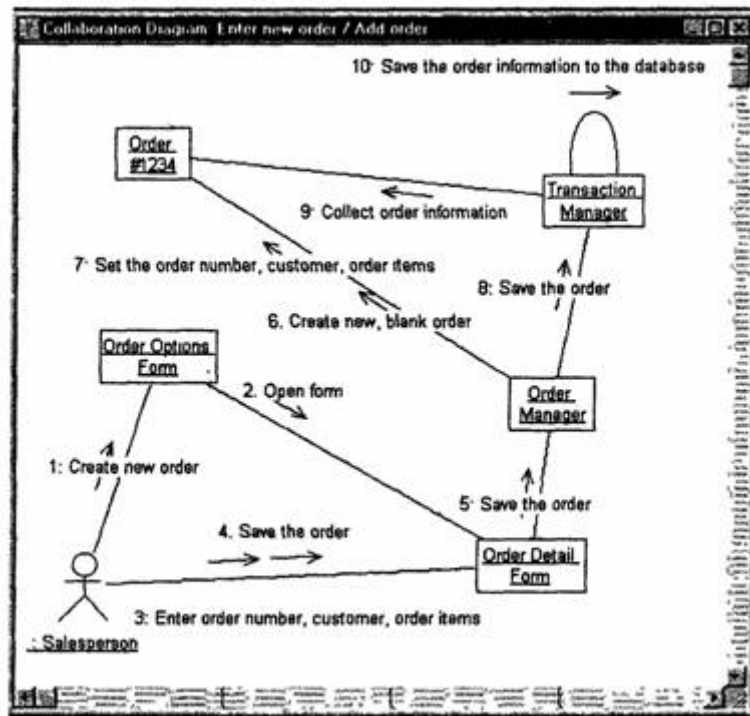 Collaboration Diagram: Enter new order / Add order
10: Save the order information to the database
Order
#1234
Transaction
Manager
9: Collect order information
7: Set the order number, customer, order items
8: Save the order
6. Create new, blank order
Order Options
Form
2. Open form
Order
Manager
1: Create new order
5: Save the order
4. Save the order
Order Detail
Form
3: Enter order number, customer, order items
: Salesperson